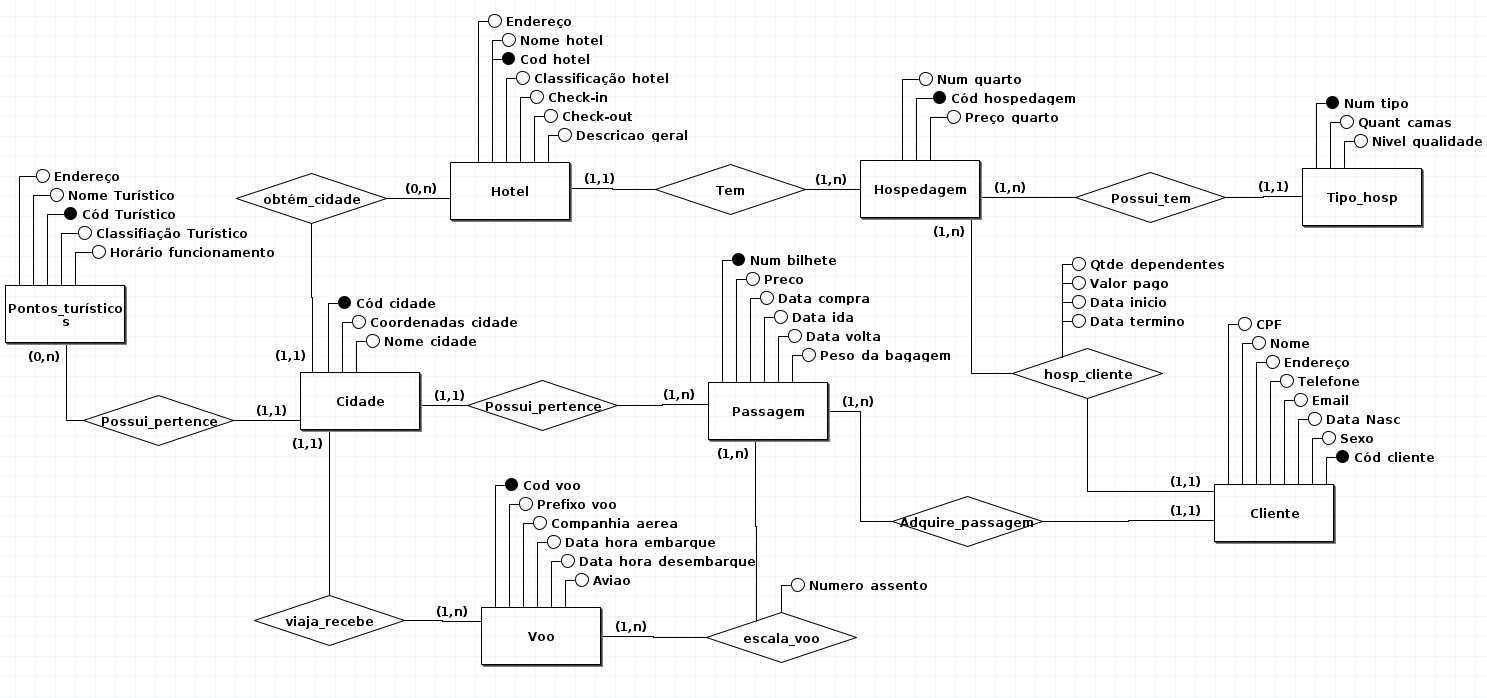 Endereço
Nome hotel
Cod hotel
Classificação hotel
Check-in
Check-out
Descricao geral
Num quarto
Cód hospedagem
Preço quarto
Num tipo
Quant camas
Nivel qualidade
Endereço
Nome Turístico
Cód Turístico
Classifiação Turístico
Horário funcionamento
obtém_cidade
(0,n)
Hotel
(1,1)
Tem
(1,n)
Hospedagem
(1,n)
Possui_tem
(1,1)
Tipo_hosp
(1,n)
Pontos_turístico
s
(0,n)
Cód cidade
Coordenadas cidade
Nome cidade
(1,1)
Num bilhete
Preco
Data compra
Data ida
Data volta
Peso da bagagem
Qtde dependentes
Valor pago
Data inicio
Data termino
hosp_cliente
CPF
Nome
Endereço
Telefone
Email
Data Nasc
Sexo
Cód cliente
Possui_pertence
(1,1)
Cidade
(1,1)
Possui_pertence
(1,n)
Passagem
(1,n)
(1,1)
(1,n)
(1,1)
Adquire_passagem
(1,1)
Cliente
Cod voo
Prefixo voo
Companhia aerea
Data hora embarque
Data hora desembarque
Aviao
Numero assento
viaja_recebe
(1,n)
Voo
(1,n)
escala_voo